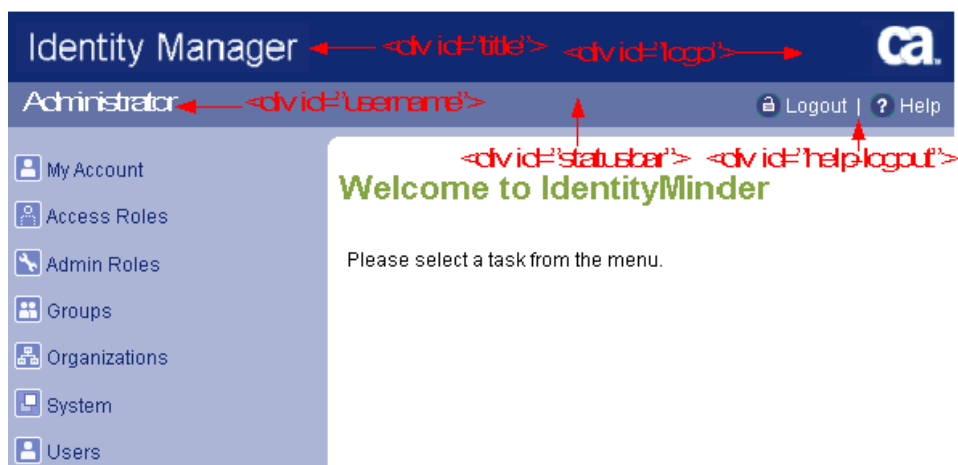 Identity Manager <div id="title"> <div id="logo"> ca.
Administrator <div id="username"> Logout | ? Help
<div id="statusbar"> <div id="help-logout">
My Account
Welcome to IdentityMinder
Access Roles
Admin Roles
Please select a task from the menu.
Groups
Organizations
System
Users